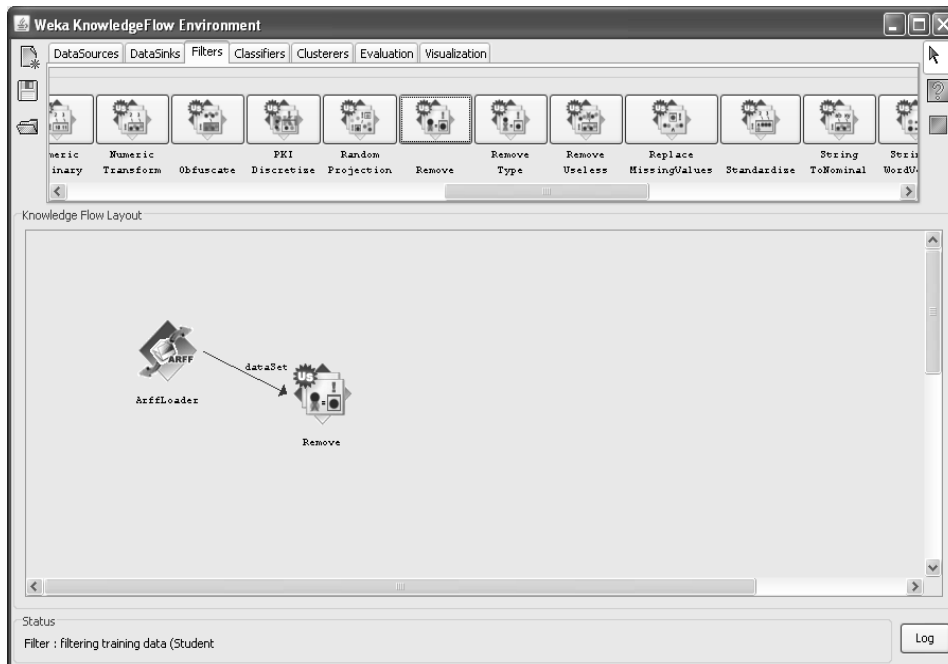 Weka KnowledgeFlow Environment
DataSources DataSinks Filters Classifiers Clusterers Evaluation Visualization
Numeric Transform
Obfuscate
PKI Discretize
Random Projection
Remove
Remove Type
Remove Useless
Replace MissingValues
Standardize
String ToNominal
Knowledge Flow Layout
ARFF
dataSet
US
ArffLoader
Remove
Status
Filter : filtering training data (Student
Log